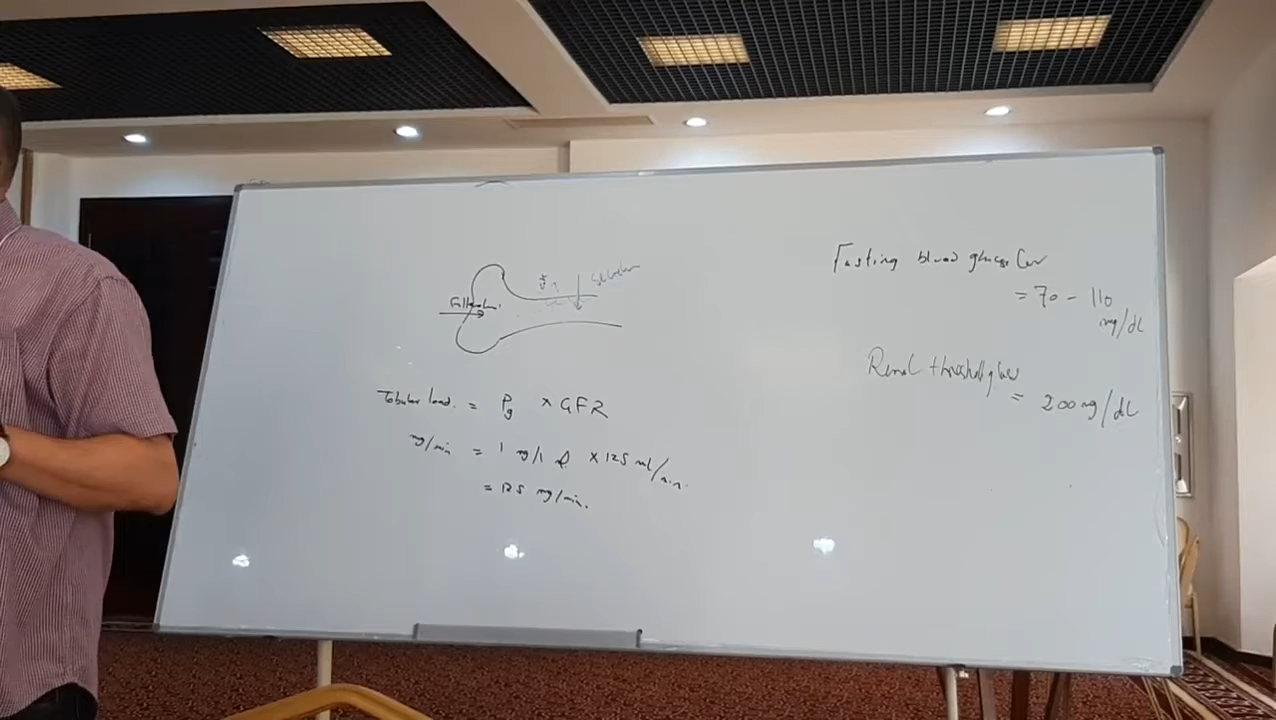 Filtration
Tubular load = Pg × GFR
mg/min = 1 mg/1 × 125 ml/min.
= 125 mg/min.
Fasting blood glucose
= 70 - 110
mg/dl
Renal threshold
= 200 mg/dl